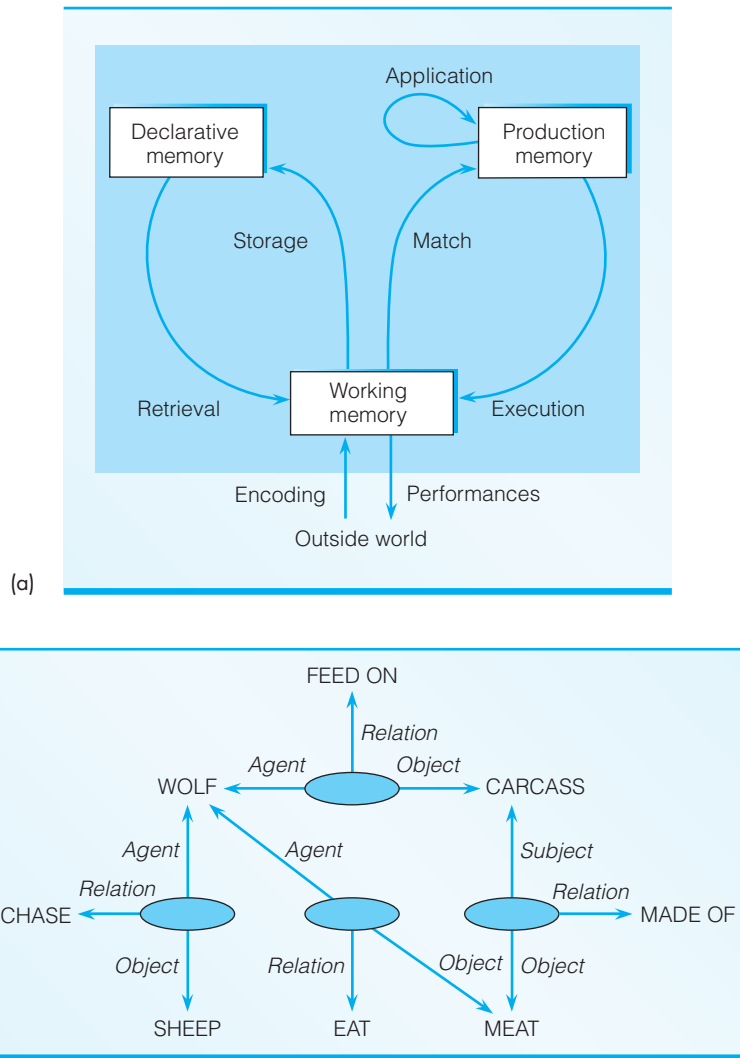 Application
Declarative
memory
Production
memory
Storage
Match
Retrieval
Working
memory
Execution
Encoding
Performances
Outside world
(a)
FEED ON
Relation
Agent
Object
WOLF
CARCASS
Agent
Agent
Subject
Relation
Relation
CHASE
MADE OF
Object
Relation
Object
Object
SHEEP
EAT
MEAT